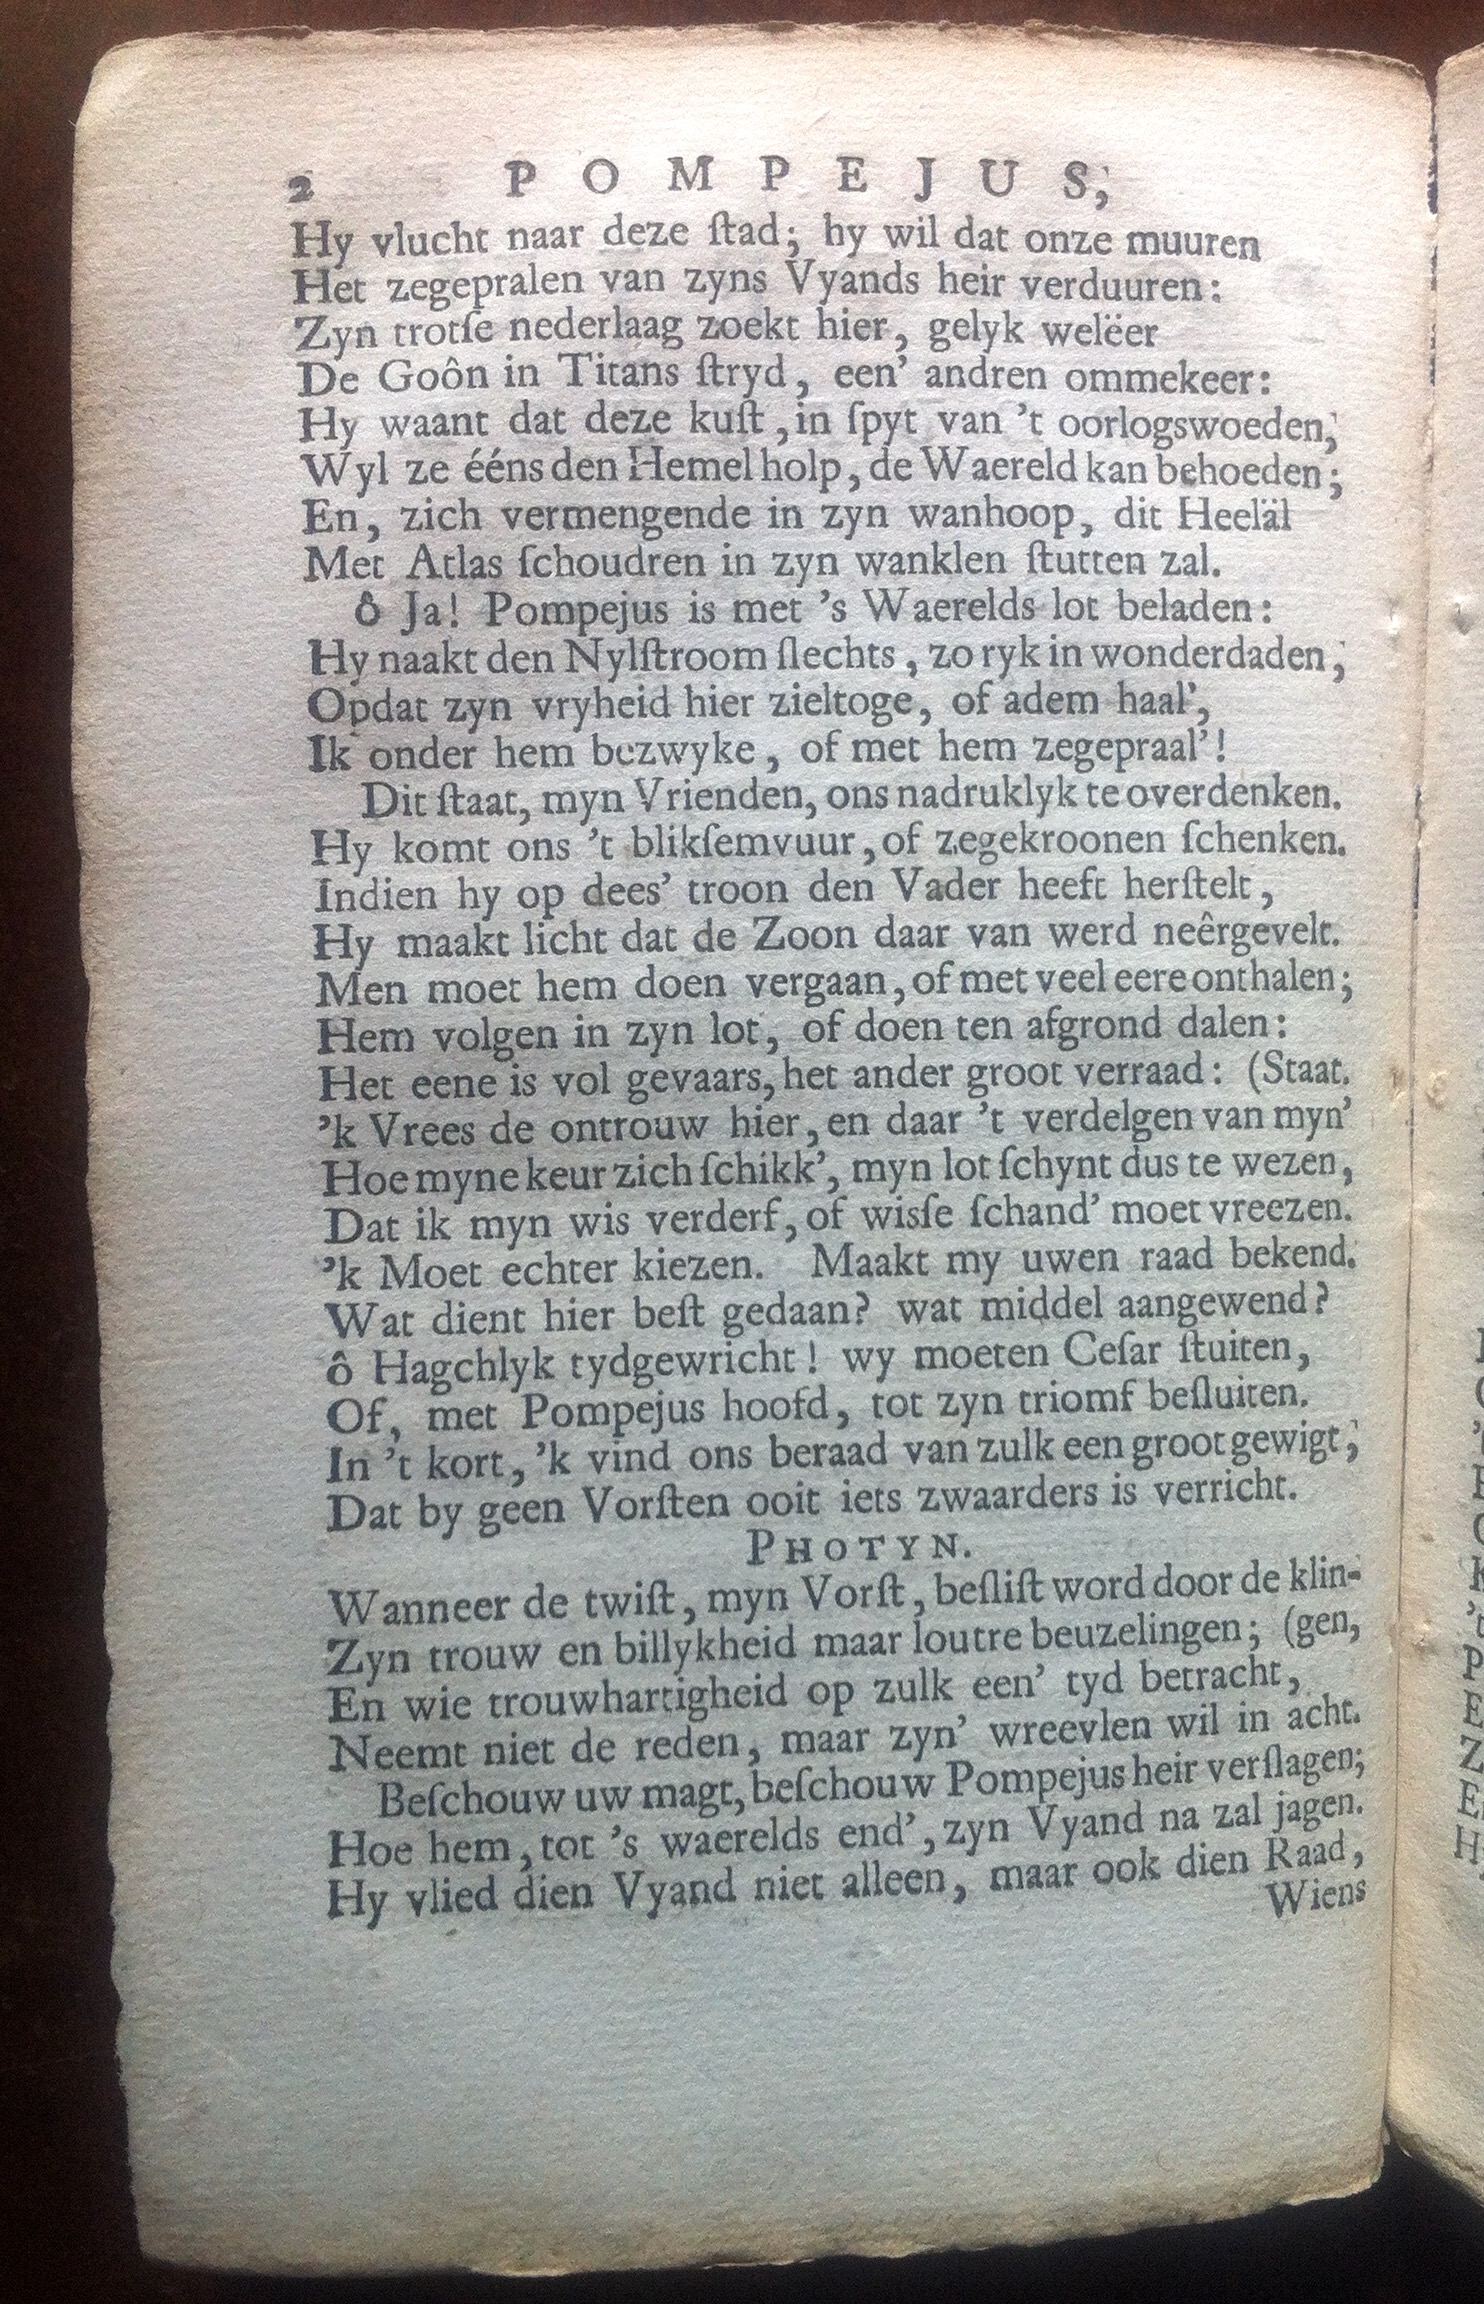 2 POMPEJUS,
Hy vlucht naar deze ſtad; hy wil dat onze muuren
Het zegepralen van zyns Vyands heir verduuren:
Zyn trotſe nederlaag zoekt hier, gelyk welëer
De Goôn in Titans ſtryd, een’ andren ommekeer:
Hy waant dat deze kuſt, in ſpyt van ’t oorlogswoeden,
Wyl ze ééns den Hemel holp, de Waereld kan behoeden;
En, zich vermengende in zyn wanhoop, dit Heeläl
Met Atlas ſchoudren in zyn wanklen ſtutten zal.
ô Ja! Pompejus is met ’s Waerelds lot beladen:
Hy naakt den Nylſtroom ſlechts, zo ryk in wonderdaden,
Opdat zyn vryheid hier zieltoge, of adem haal’,
Ik onder hem bezwyke, of met hem zegepraal’!
Dit ſtaat, myn Vrienden, ons nadruklyk te overdenken.
Hy komt ons ’t blikſemvuur, of zegekroonen ſchenken.
Indien hy op dees’ troon den Vader heeft herſtelt,
Hy maakt licht dat de Zoon daar van werd neêrgevelt.
Men moet hem doen vergaan, of met veel eere onthalen;
Hem volgen in zyn lot, of doen ten afgrond dalen:
Het eene is vol gevaars, het ander groot verraad: (Staat.
’k Vrees de ontrouw hier, en daar ’t verdelgen van myn’
Hoe myne keur zich ſchikk’, myn lot ſchynt dus te wezen,
Dat ik myn wis verderf, of wisſe ſchand’ moet vreezen.
’k Moet echter kiezen. Maakt my uwen raad bekend.
Wat dient hier beſt gedaan? wat middel aangewend?
ô Hagchlyk tydgewricht! wy moeten Ceſar ſtuiten,
Of, met Pompejus hoofd, tot zyn triomf beſluiten.
In ’t kort, ’k vind ons beraad van zulk een groot gewigt,
Dat by geen Vorſten ooit iets zwaarders is verricht.
PHOTYN.
Wanneer de twiſt, myn Vorſt, beſliſt word door de klin-
Zyn trouw en billykheid maar loutre beuzelingen; (gen,
En wie trouwhartigheid op zulk een’ tyd betracht,
Neemt niet de reden, maar zyn’ wreevlen wil in acht.
Beſchouw uw magt, beſchouw Pompejus heir verſlagen;
Hoe hem, tot ’s waerelds end’, zyn Vyand na zal jagen.
Hy vlied dien Vyand niet alleen, maar ook dien Raad,
Wiens